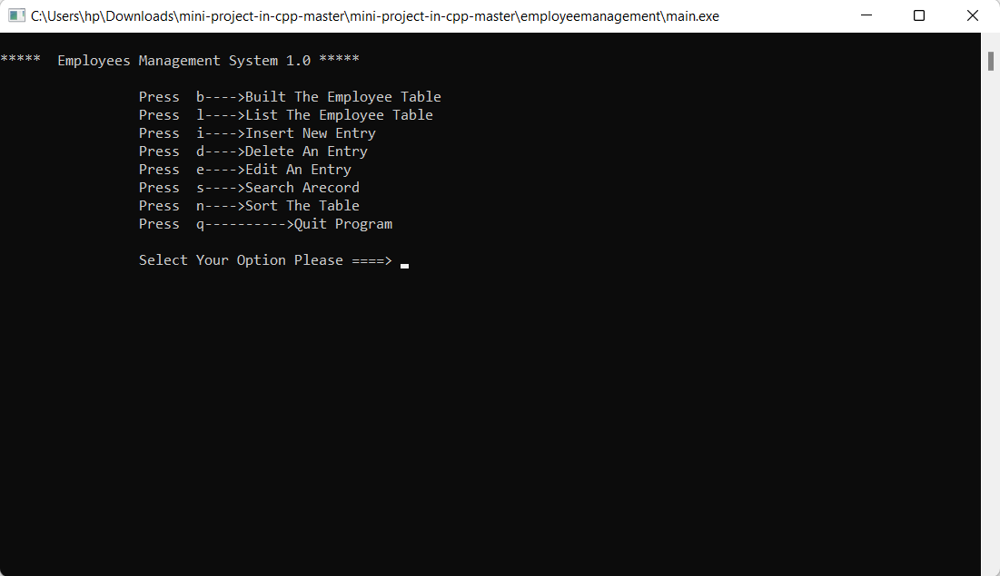 C:\Users\hp\Downloads\mini-project-in-cpp-master\mini-project-in-cpp-master\employeemanagement\main.exe
*****  Employees Management System 1.0 *****
Press  b---->Built The Employee Table
Press  l---->List The Employee Table
Press  i---->Insert New Entry
Press  d---->Delete An Entry
Press  e---->Edit An Entry
Press  s---->Search Arecord
Press  n---->Sort The Table
Press  q---------->Quit Program
Select Your Option Please ====>